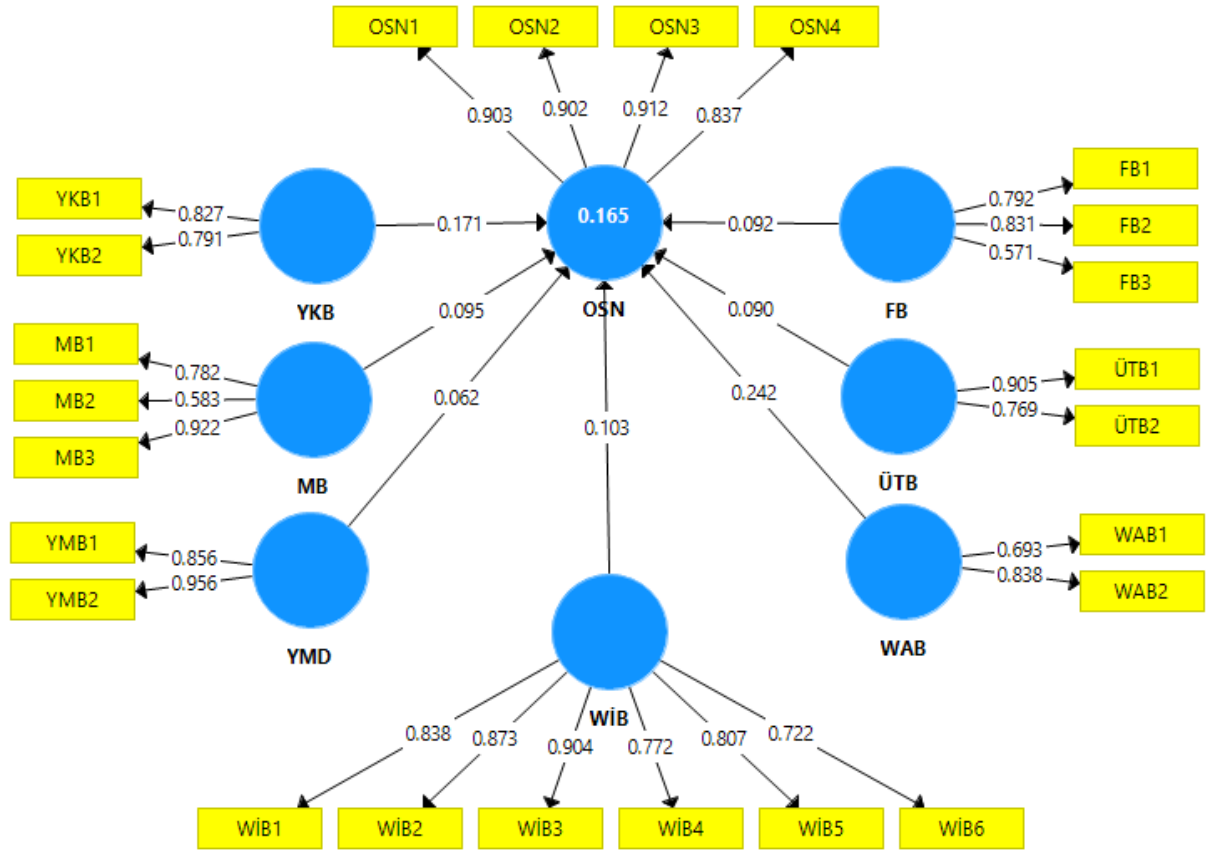 OSN1
OSN2
OSN3
OSN4
0.903
0.902
0.912
0.837
YKB1
YKB2
0.827
0.791
YKB
0.171
0.165
OSN
0.092
FB
0.792
0.831
0.571
FB1
FB2
FB3
MB1
MB2
MB3
0.782
0.583
0.922
MB
0.095
0.090
ÜTB
0.905
0.769
ÜTB1
ÜTB2
YMB1
YMB2
0.856
0.956
YMD
0.062
0.103
0.242
WAB
0.693
0.838
WAB1
WAB2
WİB
0.838
0.873
0.904
0.772
0.807
0.722
WİB1
WİB2
WİB3
WİB4
WİB5
WİB6